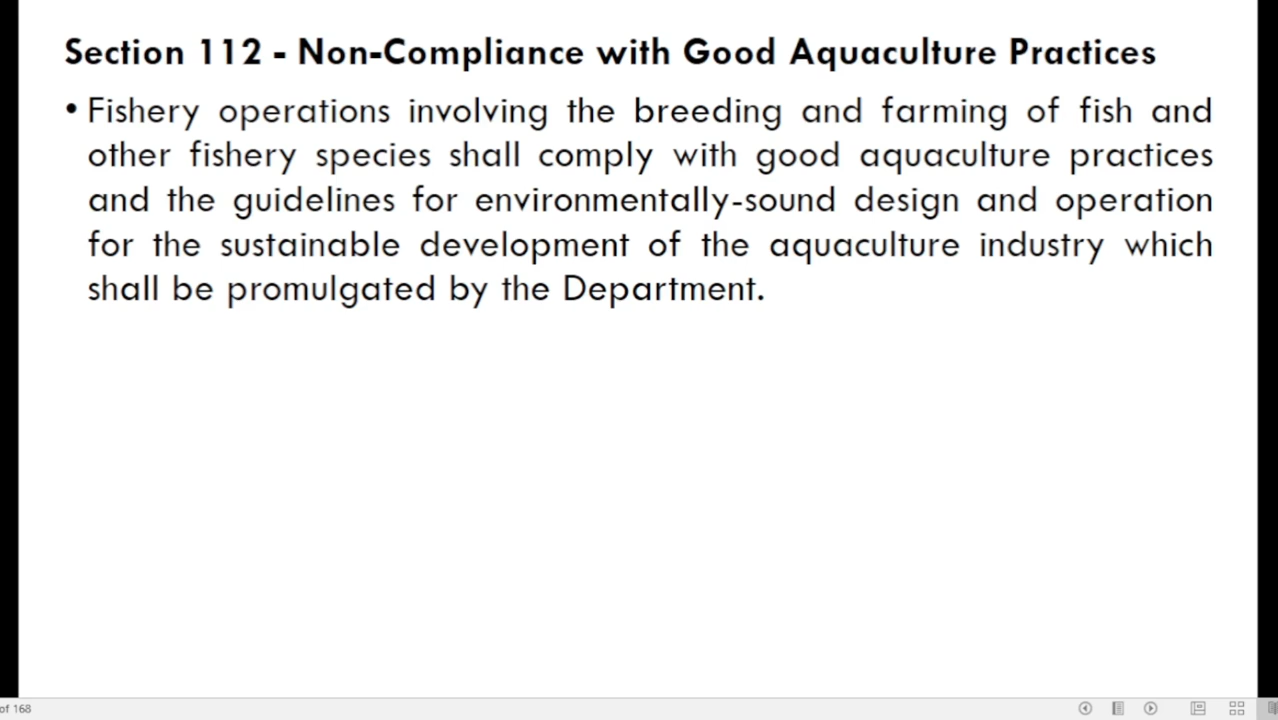 Section 112 - Non-Compliance with Good Aquaculture Practices
• Fishery operations involving the breeding and farming of fish and
other fishery species shall comply with good aquaculture practices
and the guidelines for environmentally-sound design and operation
for the sustainable development of the aquaculture industry which
shall be promulgated by the Department.
of 168